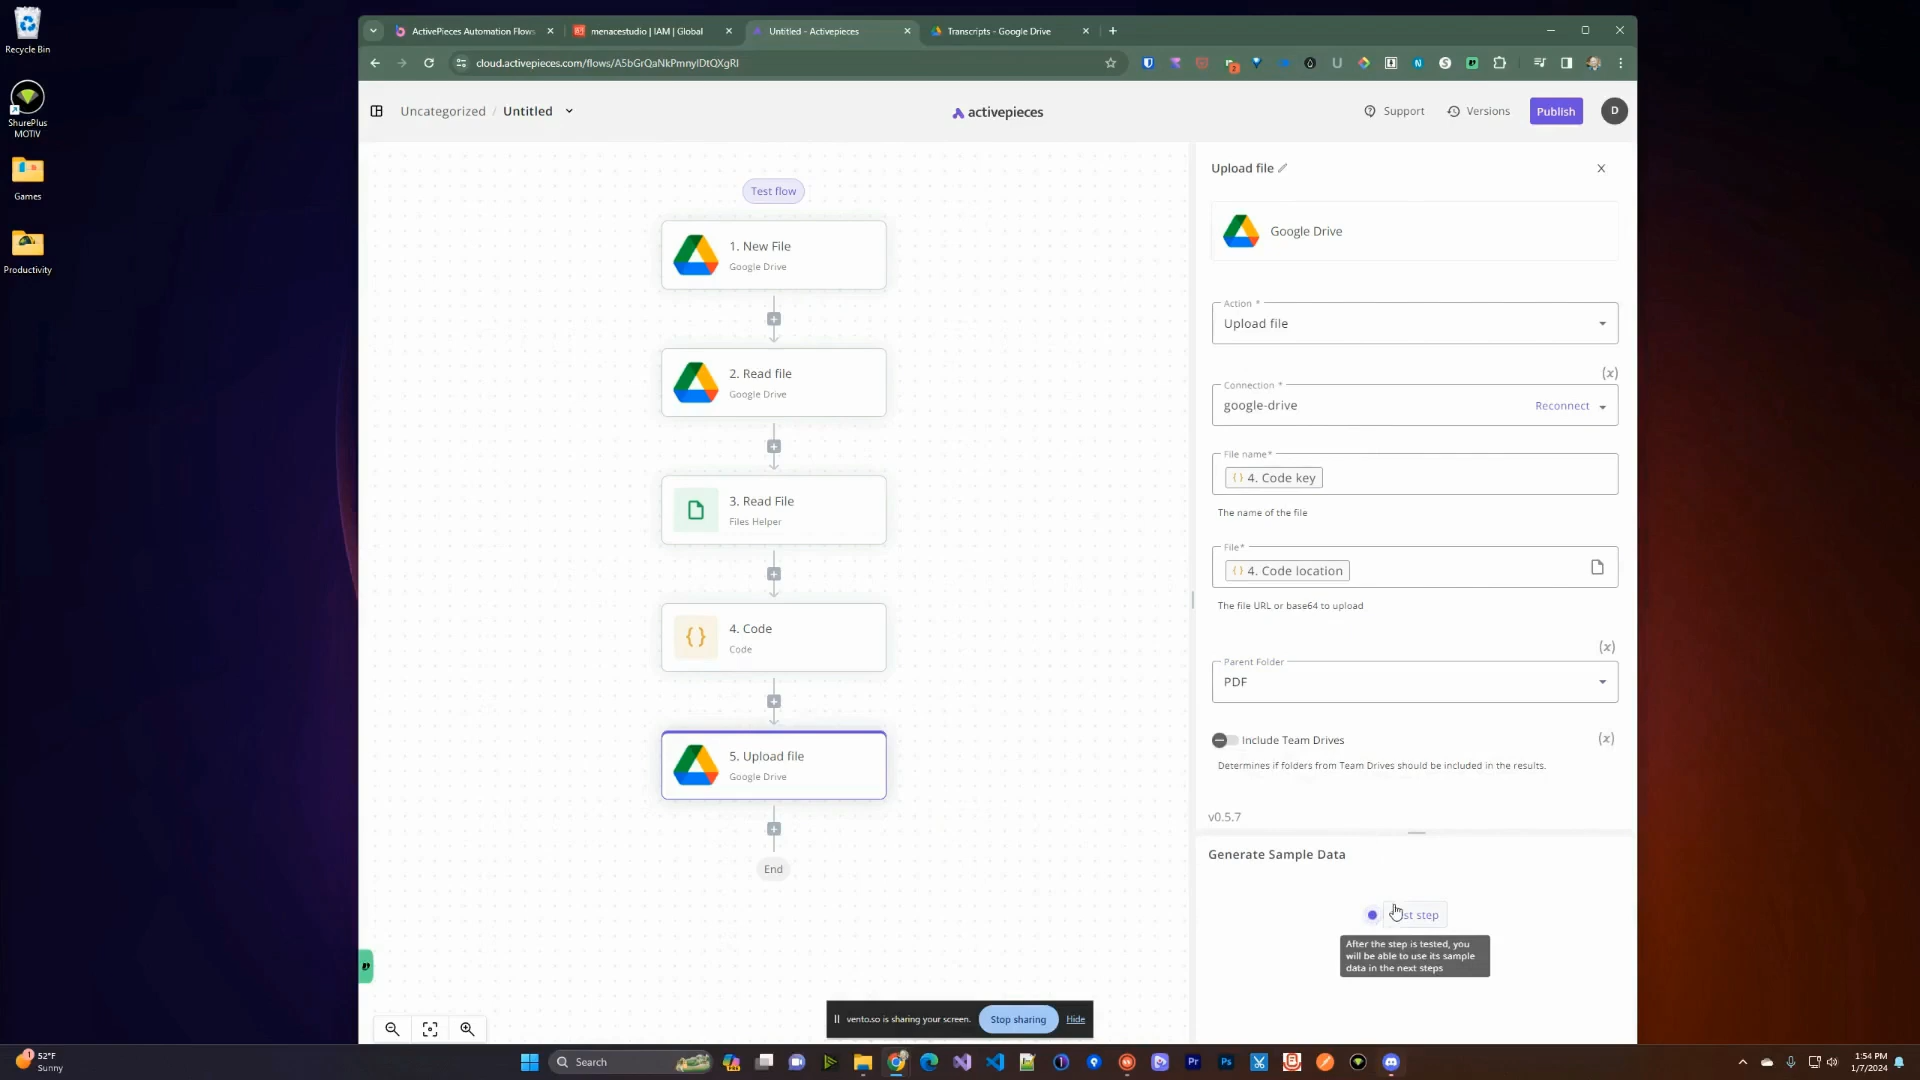 Recycle Bin
ShurePlus
MOTIV
Games
Productivity
ActivePieces Automation Flows
menacestudio | IAM | Global
Untitled - Activepieces
Transcripts - Google Drive
cloud.activepieces.com/flows/A5bGrQaNkPmnyIDtQXgRI
Uncategorized / Untitled
activepieces
Support
Versions
Publish
D
Test flow
1. New File
Google Drive
2. Read file
Google Drive
3. Read File
Files Helper
4. Code
Code
5. Upload file
Google Drive
End
Upload file
Google Drive
Action *
Upload file
(x)
Connection *
google-drive
Reconnect
File name*
4. Code key
The name of the file
File*
4. Code location
The file URL or base64 to upload
(x)
Parent Folder
PDF
Include Team Drives
(x)
Determines if folders from Team Drives should be included in the results.
v0.5.7
Generate Sample Data
st step
After the step is tested, you
will be able to use its sample
data in the next steps
vento.so is sharing your screen.
Stop sharing
Hide
52°F
Sunny
Search
1:54 PM
1/7/2024